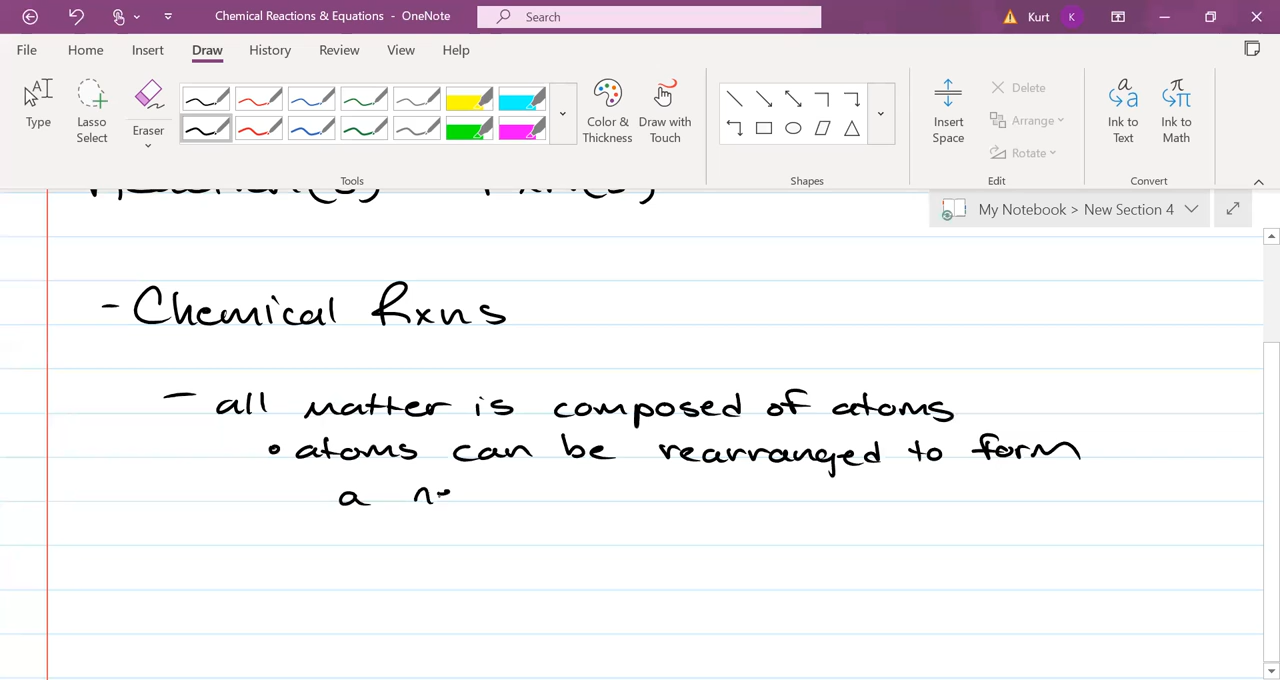 Chemical Reactions & Equations - OneNote
Search
Kurt
K
File Home Insert Draw History Review View Help
Type
Lasso Select
Eraser
Color & Thickness
Draw with Touch
Insert Space
Delete
Arrange
Rotate
Ink to Text
Ink to Math
Tools
Shapes
Edit
Convert
My Notebook > New Section 4
- Chemical Rxns
- all matter is composed of atoms
• atoms can be rearranged to form
a